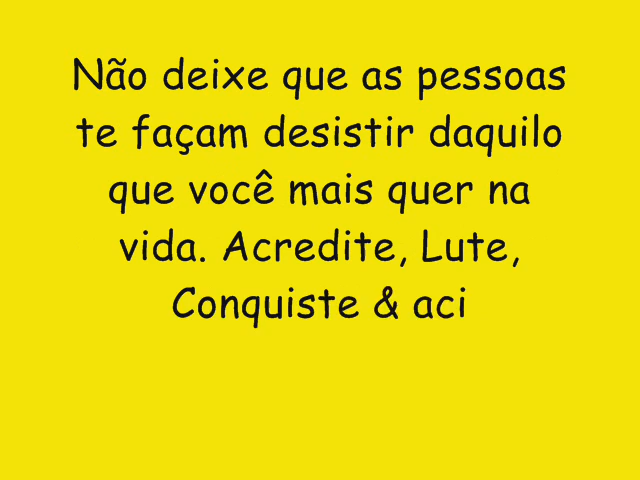 Não deixe que as pessoas
te façam desistir daquilo
que você mais quer na
vida. Acredite, Lute,
Conquiste & aci